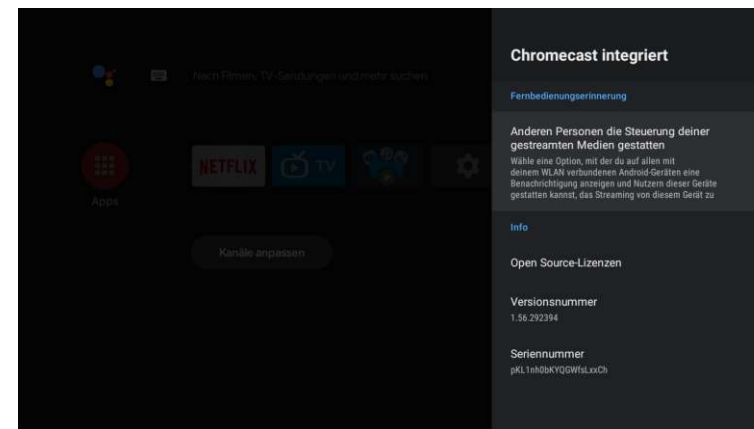 Nach Filmen, TV-Sendungen und mehr suchen
Apps
NETFLIX
TV
Kanäle anpassen
Chromecast integriert
Fernbedienungserinnerung
Anderen Personen die Steuerung deiner
gestreamten Medien gestatten
Wähle eine Option, mit der du auf allen mit
deinem WLAN verbundenen Android-Geräten eine
Benachrichtigung anzeigen und Nutzern dieser Geräte
gestatten kannst, das Streaming von diesem Gerät zu
Info
Open Source-Lizenzen
Versionsnummer
1.56.292394
Seriennummer
pKL1nh0bKYQGWfsLxxCh